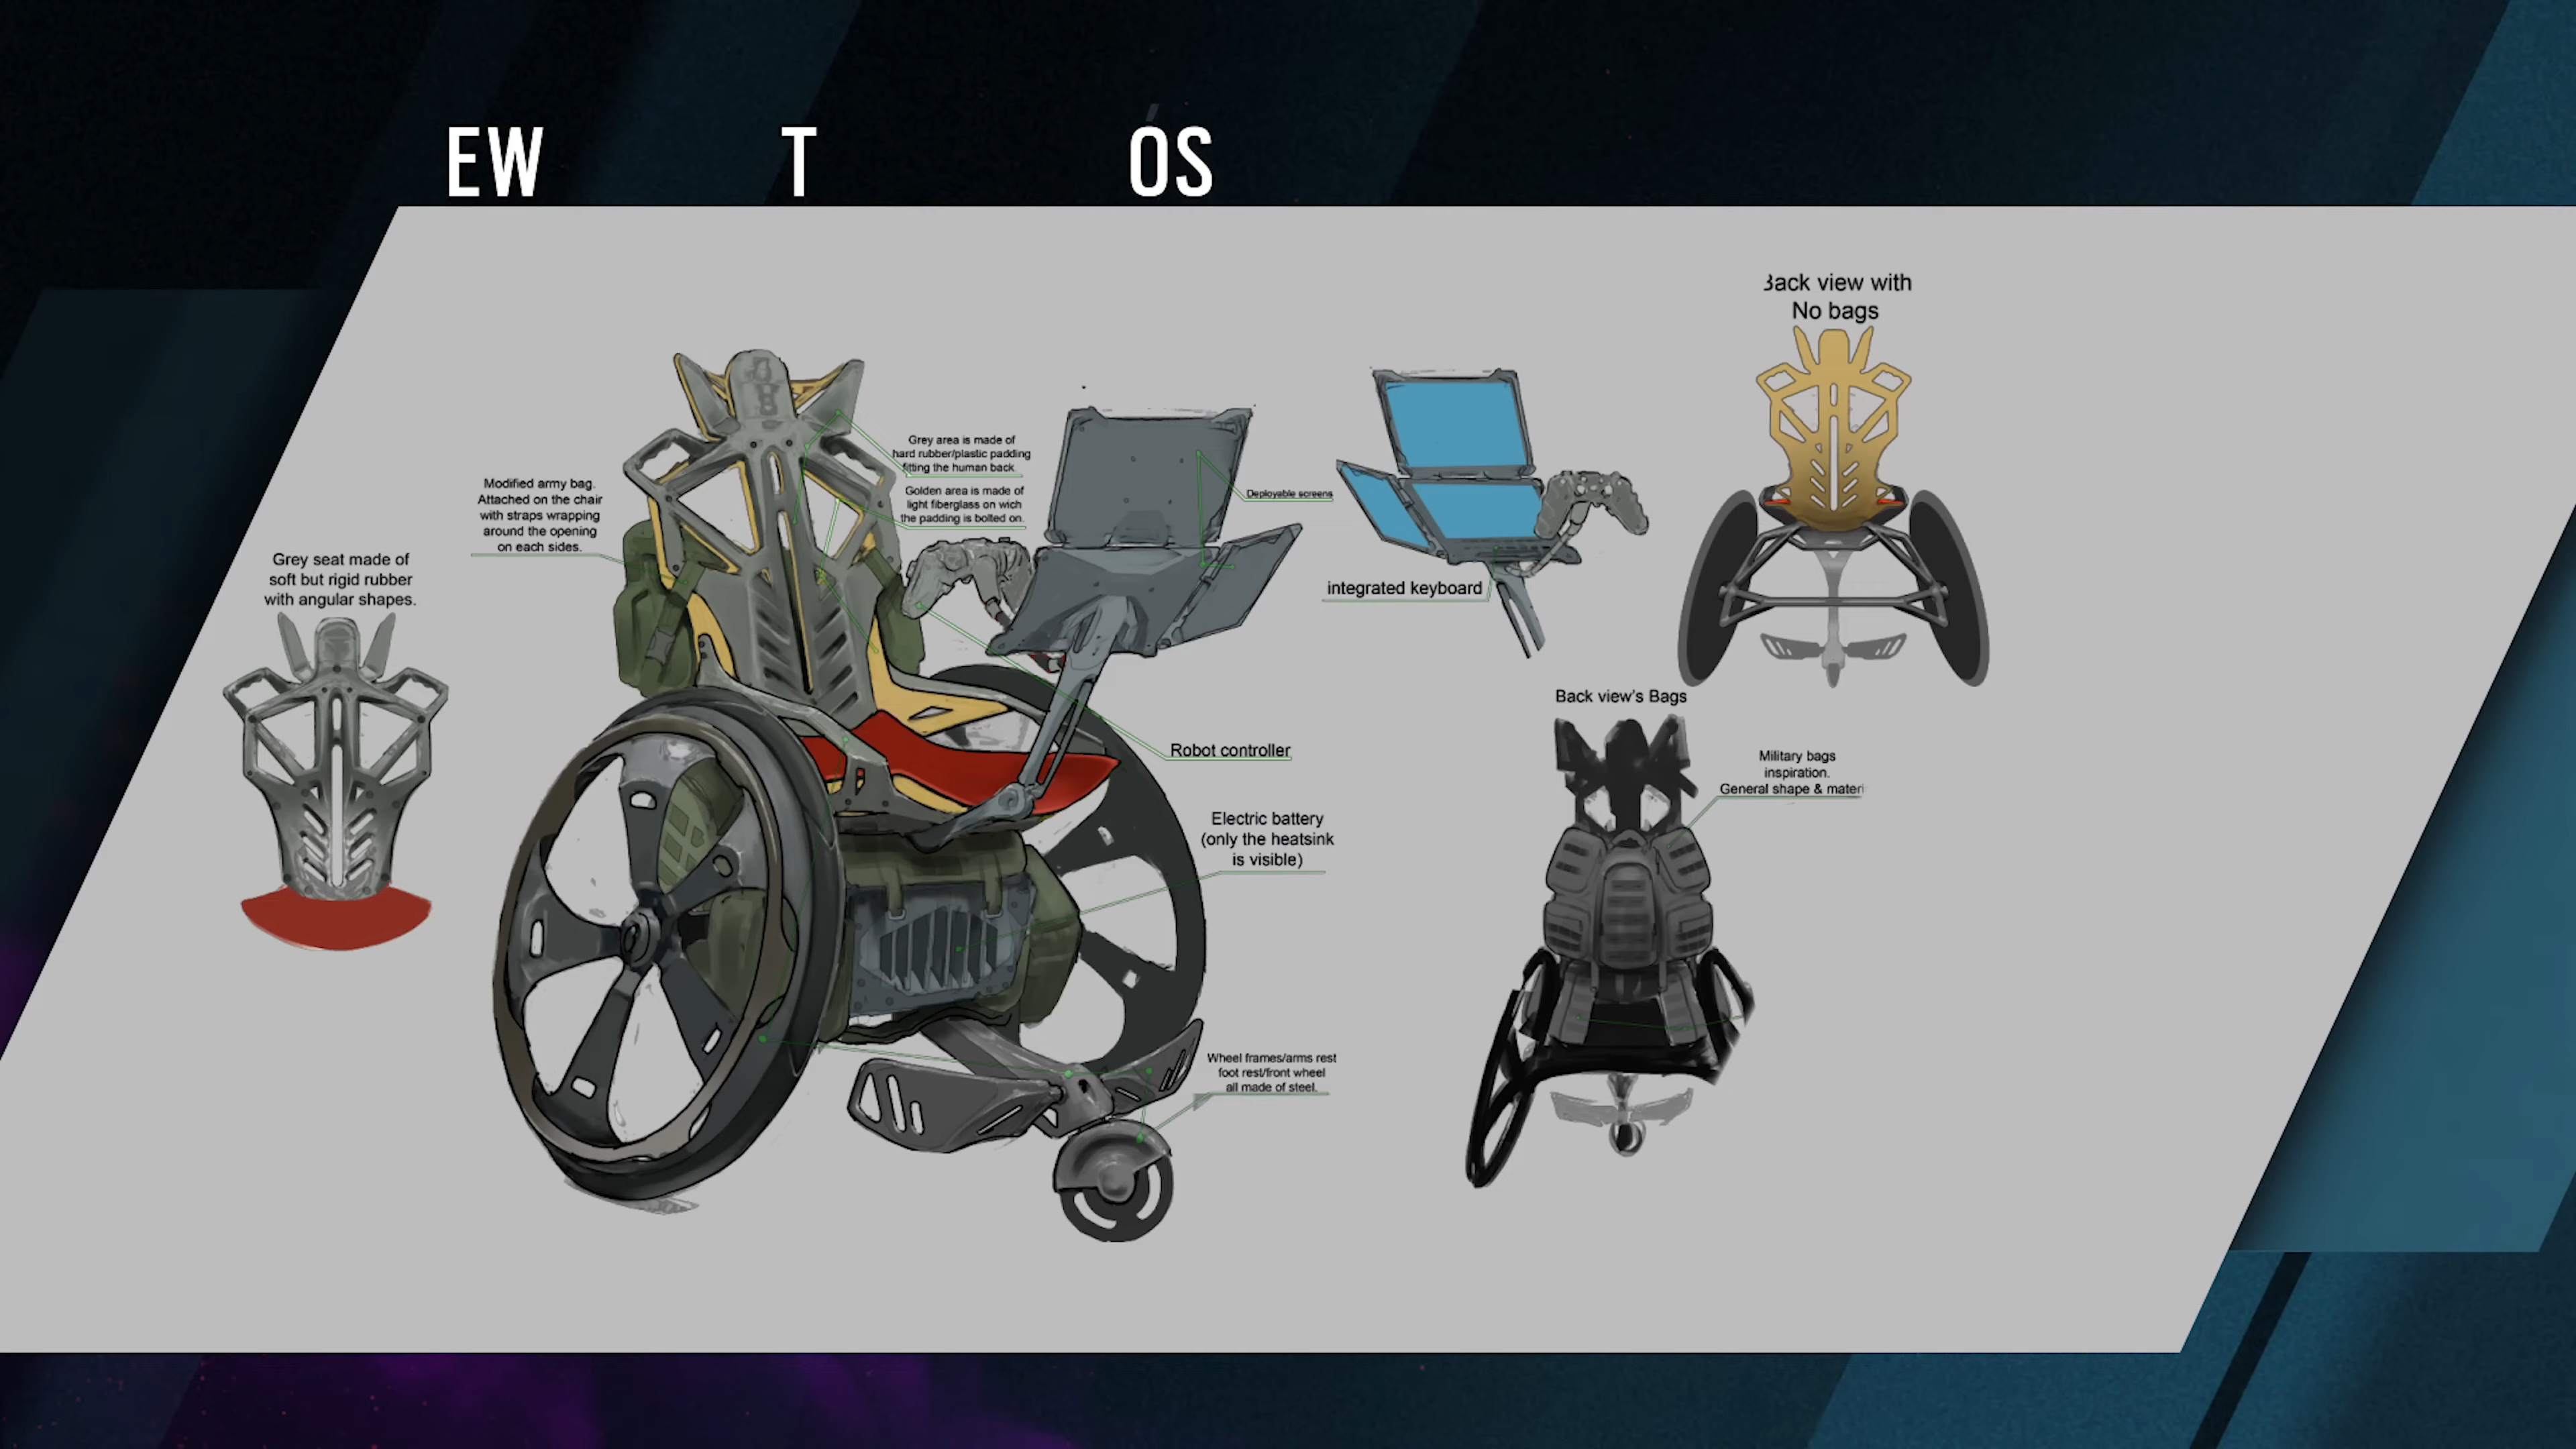 EW T OS
Back view with
No bags
Grey area is made of
hard rubber/plastic padding
fitting the human back.
Golden area is made of
light fiberglass on wich
the padding is bolted on.
Deployable screens
Modified army bag.
Attached on the chair
with straps wrapping
around the opening
on each sides.
Grey seat made of
soft but rigid rubber
with angular shapes.
integrated keyboard
Back view's Bags
Robot controller
Military bags
inspiration.
General shape & materi
Electric battery
(only the heatsink
is visible)
Wheel frames/arms rest
foot rest/front wheel
all made of steel.